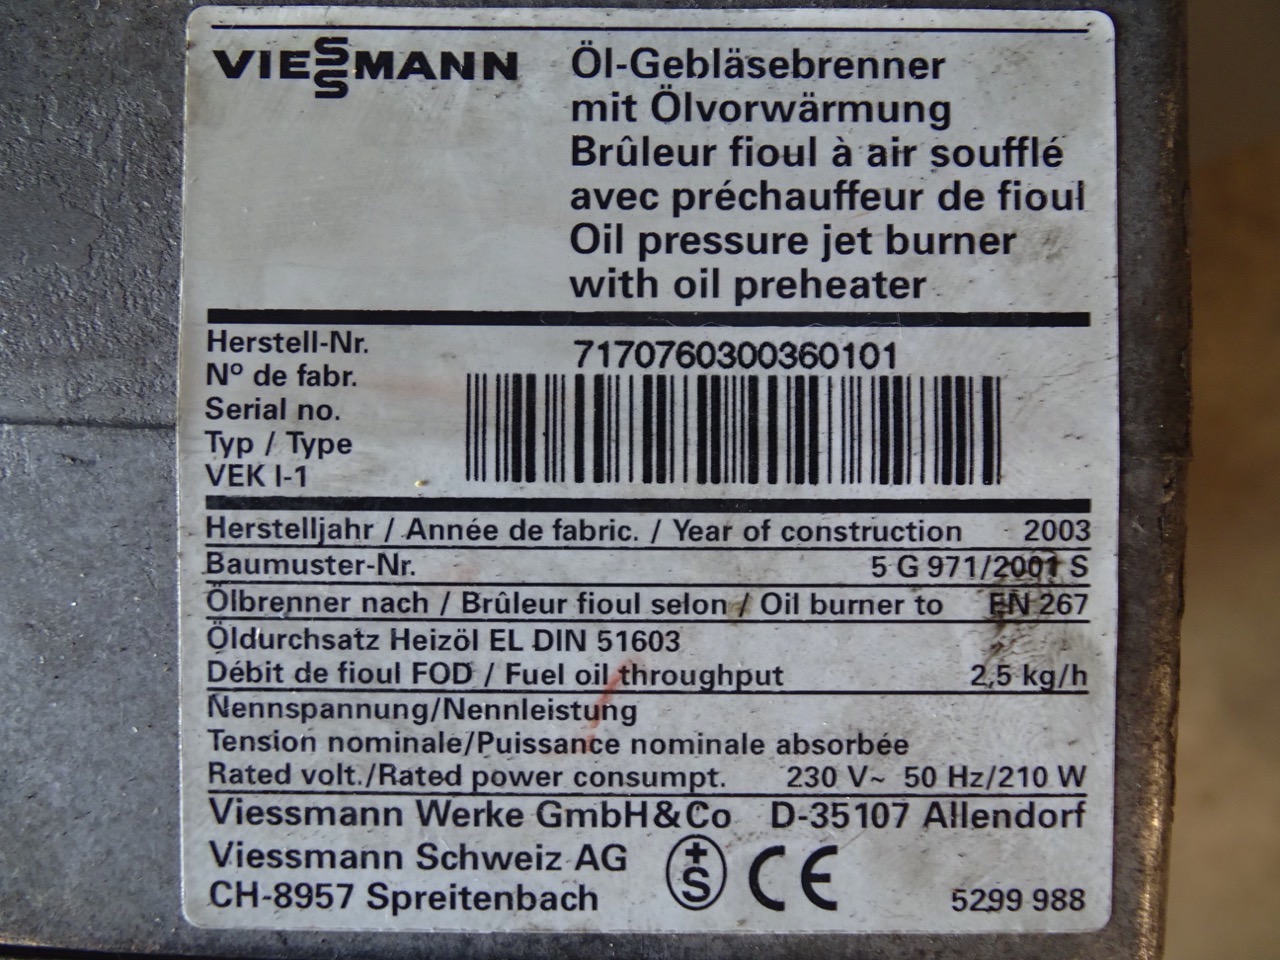 VIESSMANN
Öl-Gebläsebrenner
mit Ölvorwärmung
Brûleur fioul à air soufflé
avec préchauffeur de fioul
Oil pressure jet burner
with oil preheater
Herstell-Nr.
7170760300360101
Nº de fabr.
Serial no.
Typ / Type
VEK I-1
Herstelljahr / Année de fabric. / Year of construction 2003
Baumuster-Nr. 5 G 971/2001 S
Ölbrenner nach / Brûleur fioul selon / Oil burner to EN 267
Öldurchsatz Heizöl EL DIN 51603
Débit de fioul FOD / Fuel oil throughput 2,5 kg/h
Nennspannung/Nennleistung
Tension nominale/Puissance nominale absorbée
Rated volt./Rated power consumpt. 230 V~ 50 Hz/210 W
Viessmann Werke GmbH&Co D-35107 Allendorf
Viessmann Schweiz AG
CH-8957 Spreitenbach
+S CE
5299 988